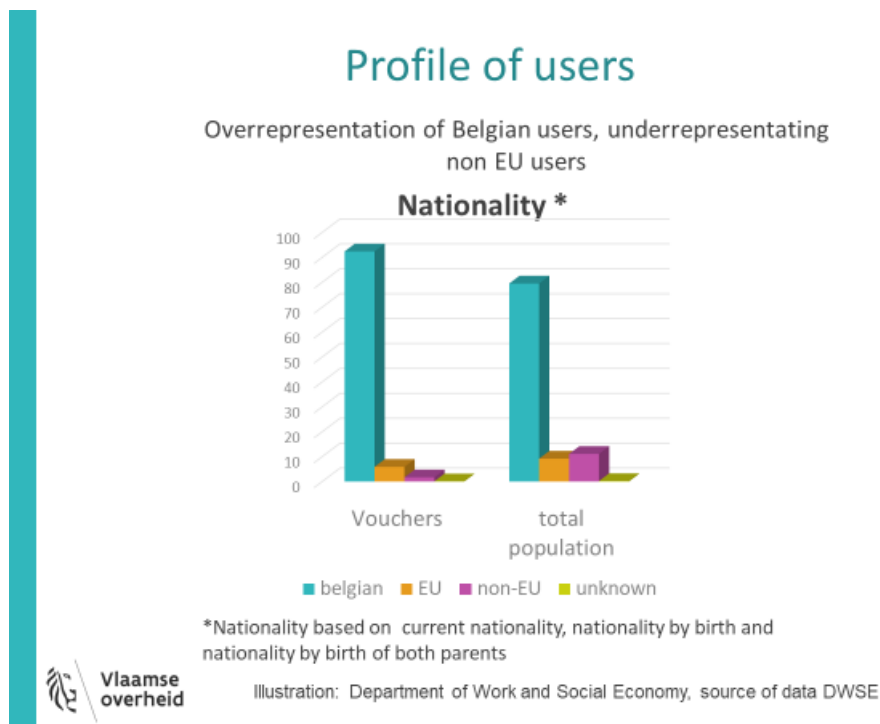 Profile of users
Overrepresentation of Belgian users, underrepresentating
non EU users
Nationality *
100
90
80
70
60
50
40
30
20
10
0
Vouchers
total
population
belgian EU non-EU unknown
*Nationality based on current nationality, nationality by birth and
nationality by birth of both parents
Vlaamse
overheid
Illustration: Department of Work and Social Economy, source of data DWSE